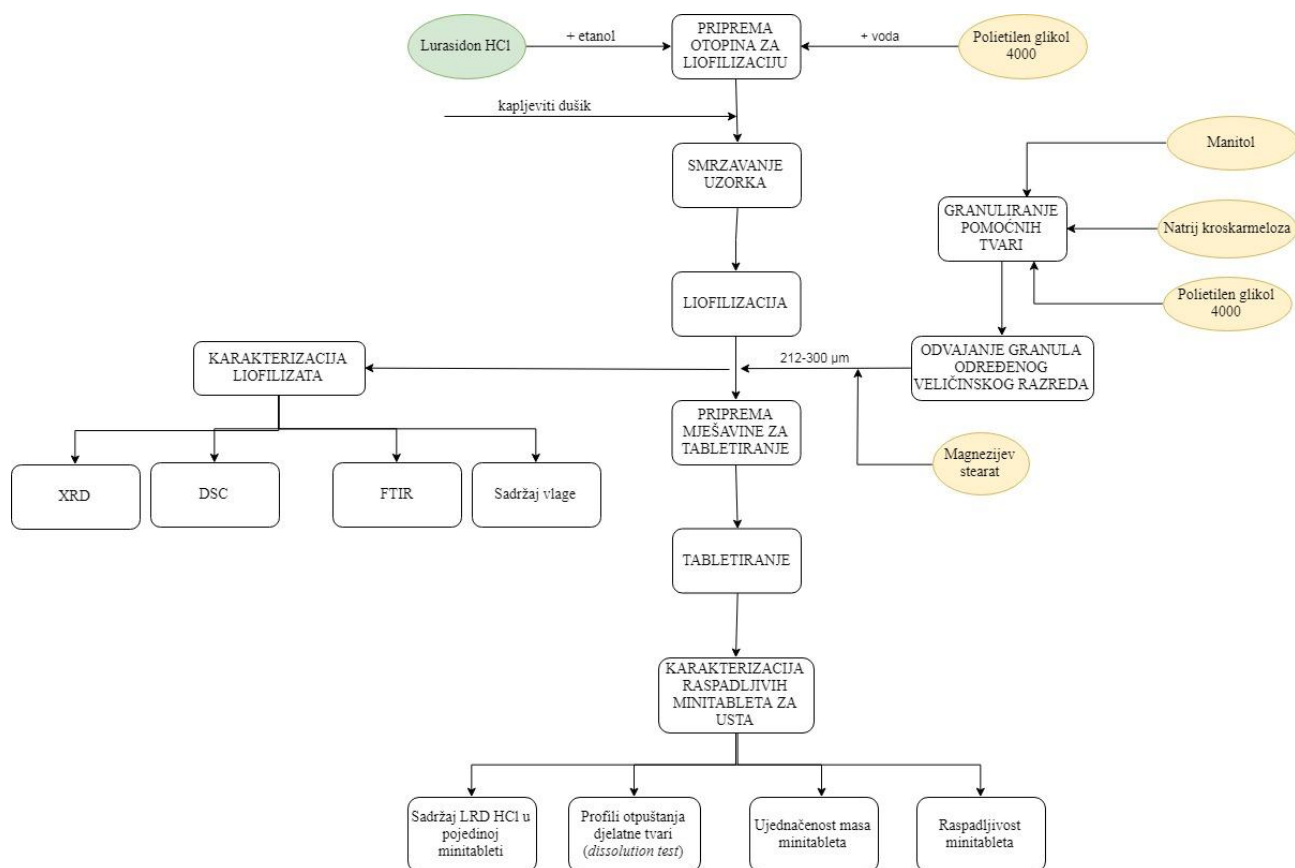 Lurasidon HCl
+ etanol
PRIPREMA
OTOPINA ZA
LIOFILIZACIJU
+ voda
Polietilen glikol
4000
kapljeviti dušik
SMRZAVANJE
UZORKA
Manitol
GRANULIRANJE
POMOĆNIH
TVARI
Natrij kroskarmeloza
Polietilen glikol
4000
LIOFILIZACIJA
KARAKTERIZACIJA
LIOFILIZATA
212-300 µm
ODVAJANJE GRANULA
ODREĐENOG
VELIČINSKOG RAZREDA
PRIPREMA
MJEŠAVINE ZA
TABLETIRANJE
Magnezijev
stearat
XRD
DSC
FTIR
Sadržaj vlage
TABLETIRANJE
KARAKTERIZACIJA
RASPADLJIVIH
MINITABLETA ZA
USTA
Sadržaj LRD HCl u
pojedinoj
minitableti
Profili otpuštanja
djelatne tvari
(dissolution test)
Ujednačenost masa
minitableta
Raspadljivost
minitableta